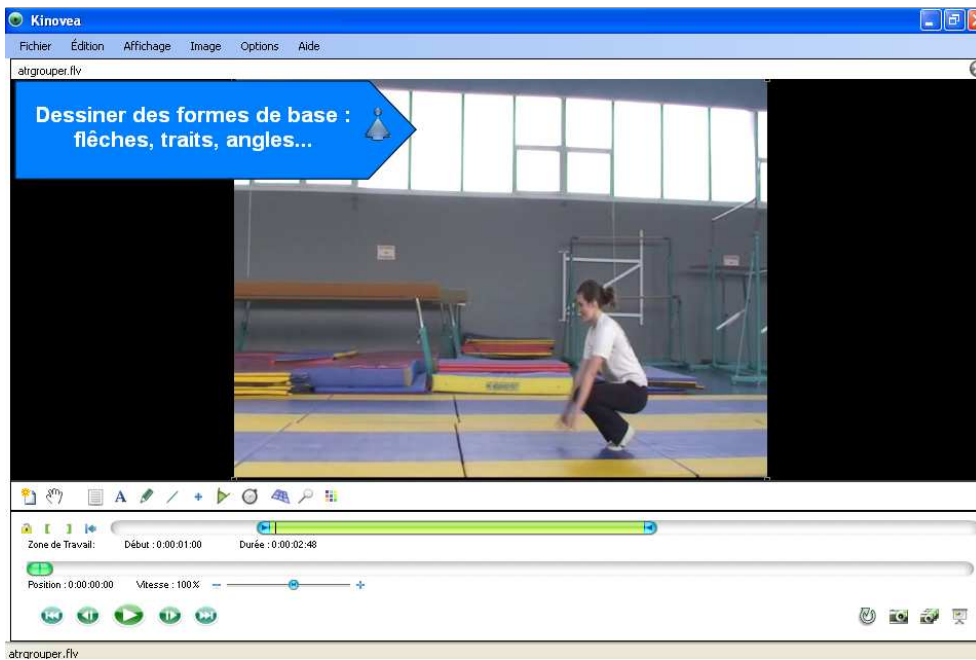 Kinovea
Fichier Édition Affichage Image Options Aide
atrgrouper.flv
Dessiner des formes de base :
flêches, traits, angles...
A
Zone de Travail: Début : 0:00:01:00 Durée : 0:00:02:48
Position : 0:00:00:00 Vitesse : 100%
atrgrouper.flv